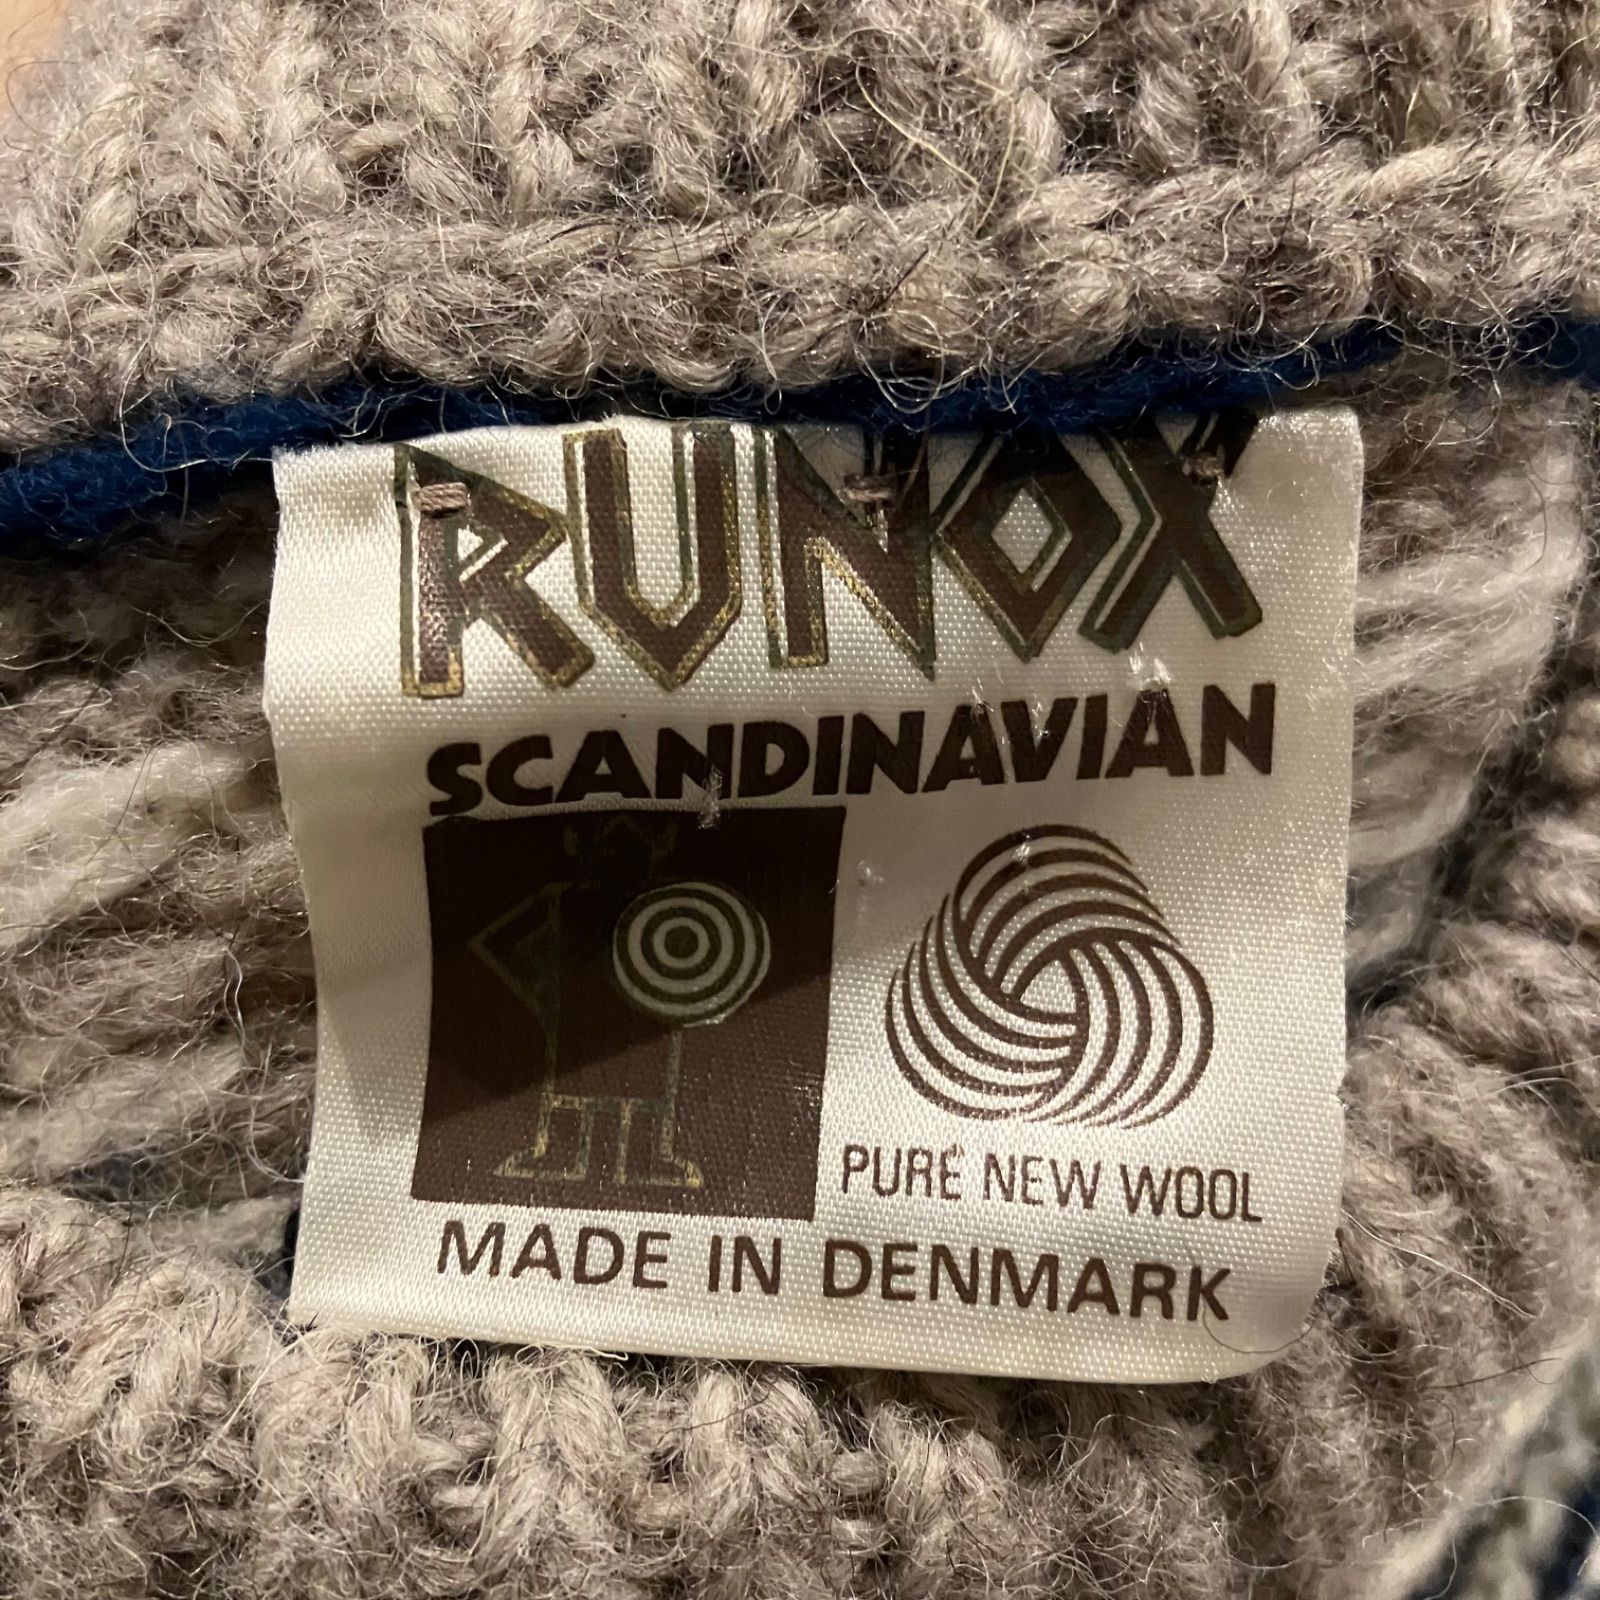 RUNOX
SCANDINAVIAN
PURE NEW WOOL
MADE IN DENMARK